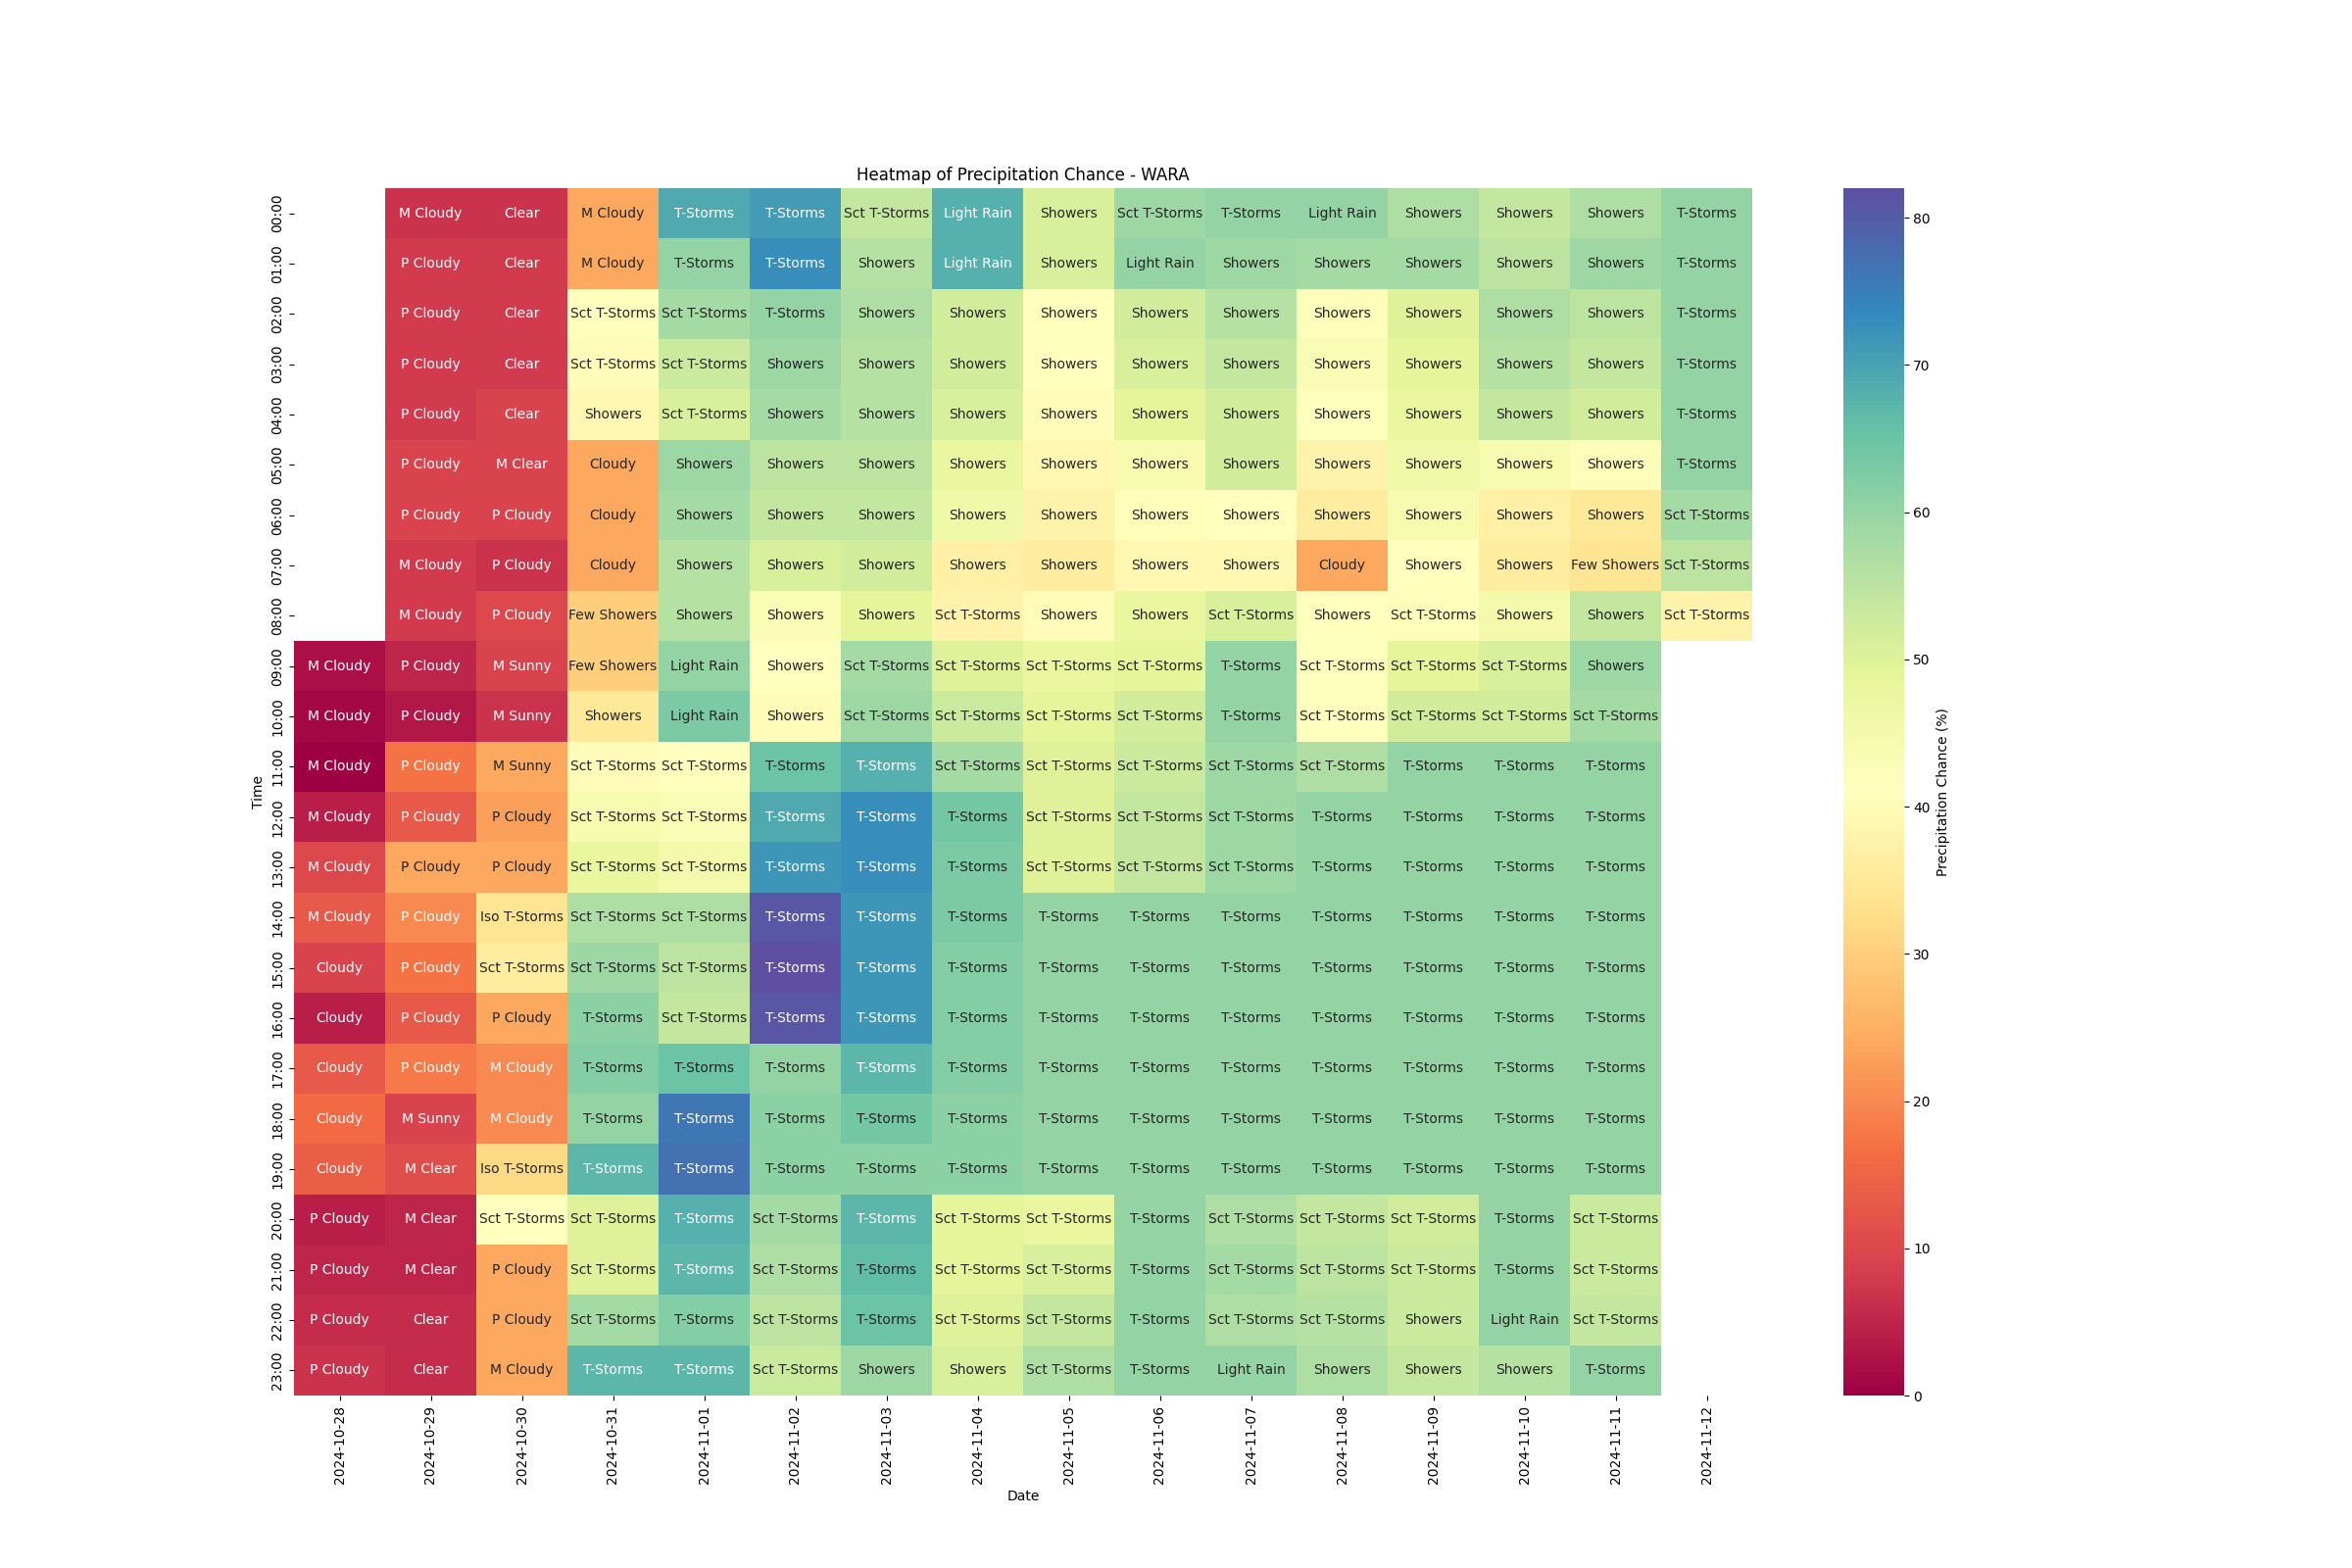 Heatmap of Precipitation Chance - WARA
00:00 M Cloudy Clear M Cloudy T-Storms T-Storms Sct T-Storms Light Rain Showers Sct T-Storms T-Storms Light Rain Showers Showers Showers T-Storms
01:00 P Cloudy Clear M Cloudy T-Storms T-Storms Showers Light Rain Showers Light Rain Showers Showers Showers Showers Showers T-Storms
02:00 P Cloudy Clear Sct T-Storms Sct T-Storms T-Storms Showers Showers Showers Showers Showers Showers Showers Showers Showers T-Storms
03:00 P Cloudy Clear Sct T-Storms Sct T-Storms Showers Showers Showers Showers Showers Showers Showers Showers Showers Showers T-Storms
04:00 P Cloudy Clear Showers Sct T-Storms Showers Showers Showers Showers Showers Showers Showers Showers Showers Showers T-Storms
05:00 P Cloudy M Clear Cloudy Showers Showers Showers Showers Showers Showers Showers Showers Showers Showers Showers T-Storms
06:00 P Cloudy P Cloudy Cloudy Showers Showers Showers Showers Showers Showers Showers Showers Showers Showers Showers Sct T-Storms
07:00 M Cloudy P Cloudy Cloudy Showers Showers Showers Showers Showers Showers Showers Cloudy Showers Showers Few Showers Sct T-Storms
08:00 M Cloudy P Cloudy Few Showers Showers Showers Showers Sct T-Storms Showers Showers Sct T-Storms Showers Sct T-Storms Showers Showers Sct T-Storms
09:00 M Cloudy P Cloudy M Sunny Few Showers Light Rain Showers Sct T-Storms Sct T-Storms Sct T-Storms Sct T-Storms T-Storms Sct T-Storms Sct T-Storms Sct T-Storms Showers
10:00 M Cloudy P Cloudy M Sunny Showers Light Rain Showers Sct T-Storms Sct T-Storms Sct T-Storms Sct T-Storms T-Storms Sct T-Storms Sct T-Storms Sct T-Storms Sct T-Storms
11:00 M Cloudy P Cloudy M Sunny Sct T-Storms Sct T-Storms T-Storms T-Storms Sct T-Storms Sct T-Storms Sct T-Storms Sct T-Storms Sct T-Storms T-Storms T-Storms T-Storms
12:00 M Cloudy P Cloudy P Cloudy Sct T-Storms Sct T-Storms T-Storms T-Storms T-Storms Sct T-Storms Sct T-Storms Sct T-Storms T-Storms T-Storms T-Storms T-Storms
13:00 M Cloudy P Cloudy P Cloudy Sct T-Storms Sct T-Storms T-Storms T-Storms T-Storms Sct T-Storms Sct T-Storms Sct T-Storms T-Storms T-Storms T-Storms T-Storms
14:00 M Cloudy P Cloudy Iso T-Storms Sct T-Storms Sct T-Storms T-Storms T-Storms T-Storms T-Storms T-Storms T-Storms T-Storms T-Storms T-Storms T-Storms
15:00 Cloudy P Cloudy Sct T-Storms Sct T-Storms Sct T-Storms T-Storms T-Storms T-Storms T-Storms T-Storms T-Storms T-Storms T-Storms T-Storms T-Storms
16:00 Cloudy P Cloudy P Cloudy T-Storms Sct T-Storms T-Storms T-Storms T-Storms T-Storms T-Storms T-Storms T-Storms T-Storms T-Storms T-Storms
17:00 Cloudy P Cloudy M Cloudy T-Storms T-Storms T-Storms T-Storms T-Storms T-Storms T-Storms T-Storms T-Storms T-Storms T-Storms T-Storms
18:00 Cloudy M Sunny M Cloudy T-Storms T-Storms T-Storms T-Storms T-Storms T-Storms T-Storms T-Storms T-Storms T-Storms T-Storms T-Storms
19:00 Cloudy M Clear Iso T-Storms T-Storms T-Storms T-Storms T-Storms T-Storms T-Storms T-Storms T-Storms T-Storms T-Storms T-Storms T-Storms
20:00 P Cloudy M Clear Sct T-Storms Sct T-Storms T-Storms Sct T-Storms T-Storms Sct T-Storms Sct T-Storms T-Storms Sct T-Storms Sct T-Storms Sct T-Storms T-Storms Sct T-Storms
21:00 P Cloudy M Clear P Cloudy Sct T-Storms T-Storms Sct T-Storms T-Storms Sct T-Storms Sct T-Storms T-Storms Sct T-Storms Sct T-Storms Sct T-Storms T-Storms Sct T-Storms
22:00 P Cloudy Clear P Cloudy Sct T-Storms T-Storms Sct T-Storms T-Storms Sct T-Storms Sct T-Storms T-Storms Sct T-Storms Sct T-Storms Showers Light Rain Sct T-Storms
23:00 P Cloudy Clear M Cloudy T-Storms T-Storms Sct T-Storms Showers Showers Sct T-Storms T-Storms Light Rain Showers Showers Showers T-Storms
Time
2024-10-28 2024-10-29 2024-10-30 2024-10-31 2024-11-01 2024-11-02 2024-11-03 2024-11-04 2024-11-05 2024-11-06 2024-11-07 2024-11-08 2024-11-09 2024-11-10 2024-11-11 2024-11-12
Date
80
70
60
50
40
30
20
10
0
Precipitation Chance (%)